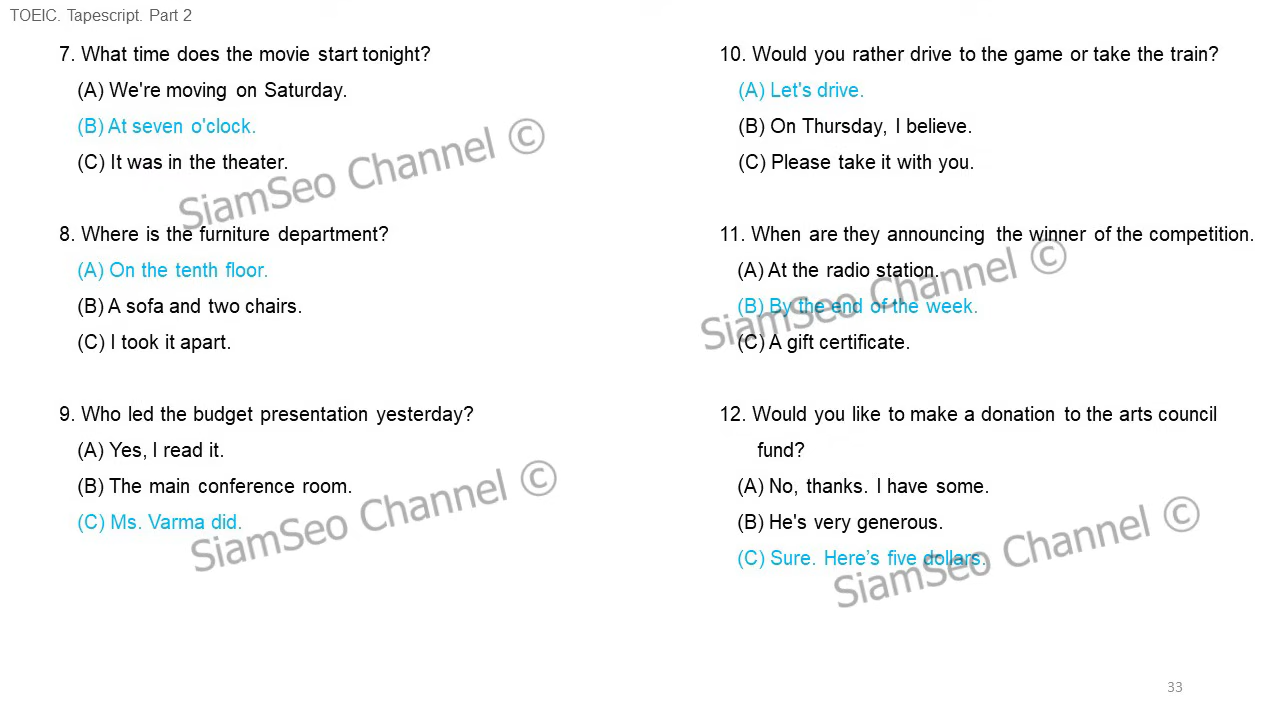 TOEIC. Tapescript. Part 2
7. What time does the movie start tonight?
(A) We're moving on Saturday.
(B) At seven o'clock.
(C) It was in the theater.
SiamSeo Channel ©
8. Where is the furniture department?
(A) On the tenth floor.
(B) A sofa and two chairs.
(C) I took it apart.
9. Who led the budget presentation yesterday?
(A) Yes, I read it.
(B) The main conference room.
(C) Ms. Varma did.
SiamSeo Channel ©
10. Would you rather drive to the game or take the train?
(A) Let's drive.
(B) On Thursday, I believe.
(C) Please take it with you.
11. When are they announcing the winner of the competition.
(A) At the radio station.
(B) By the end of the week.
(C) A gift certificate.
SiamSeo Channel ©
12. Would you like to make a donation to the arts council
fund?
(A) No, thanks. I have some.
(B) He's very generous.
(C) Sure. Here’s five dollars.
SiamSeo Channel ©
33